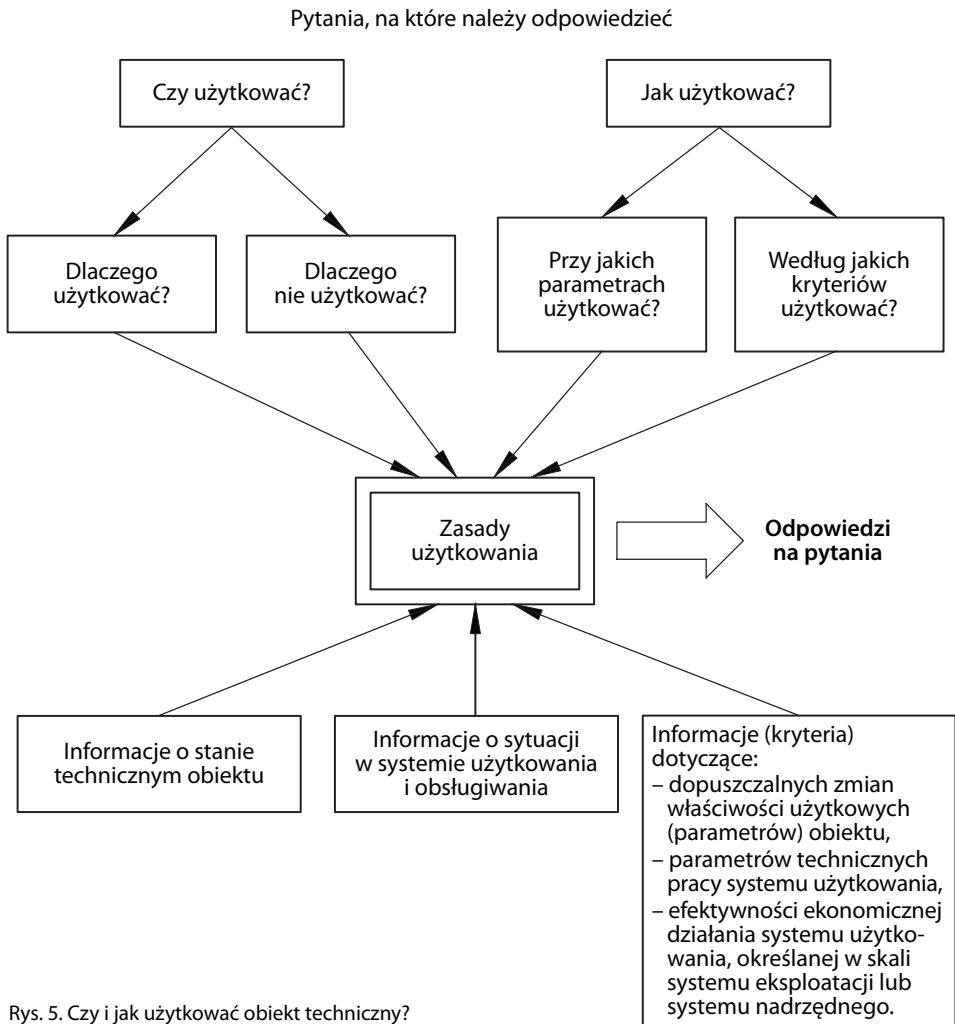 Pytania, na które należy odpowiedzieć
Czy użytkować?
Jak użytkować?
Dlaczego
użytkować?
Dlaczego
nie użytkować?
Przy jakich
parametrach
użytkować?
Według jakich
kryteriów
użytkować?
Zasady
użytkowania
Odpowiedzi
na pytania
Informacje o stanie
technicznym obiektu
Informacje o sytuacji
w systemie użytkowania
i obsługiwania
Informacje (kryteria)
dotyczące:
– dopuszczalnych zmian
właściwości użytkowych
(parametrów) obiektu,
– parametrów technicznych
pracy systemu użytkowania,
– efektywności ekonomicznej
działania systemu użytko-
wania, określanej w skali
systemu eksploatacji lub
systemu nadrzędnego.
Rys. 5. Czy i jak użytkować obiekt techniczny?